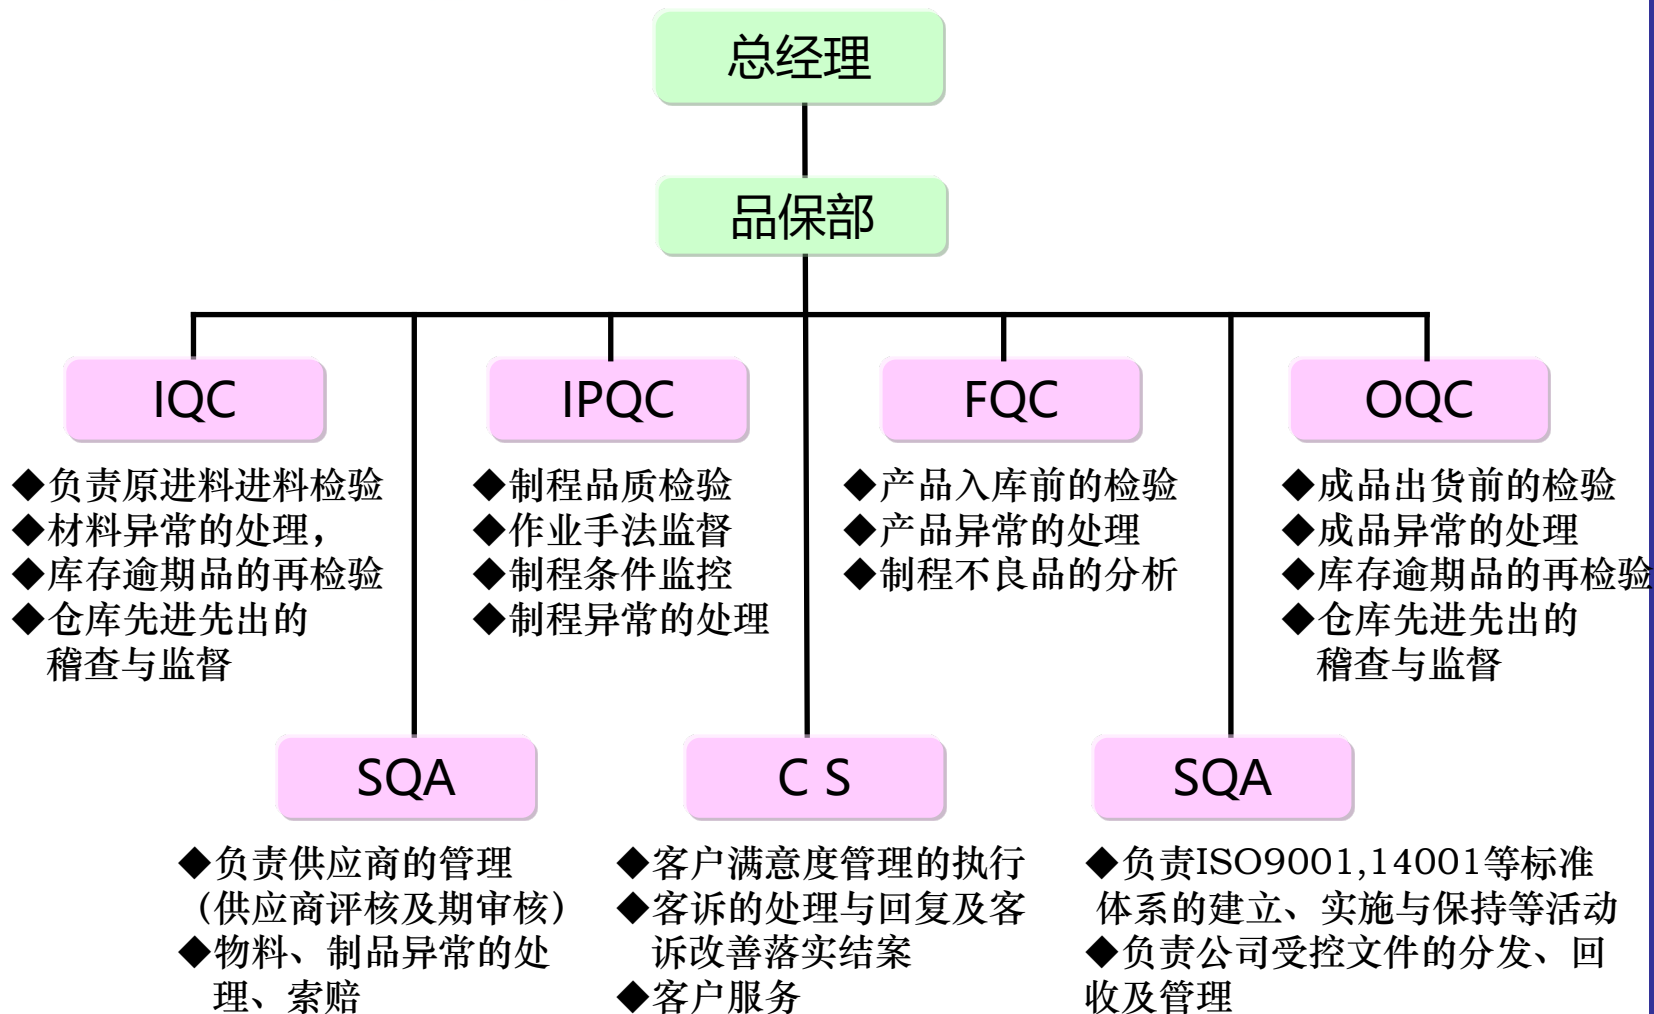 总经理
品保部
IQC
◆负责原进料进料检验
◆材料异常的处理，
◆库存逾期品的再检验
◆仓库先进先出的
稽查与监督
IPQC
◆制程品质检验
◆作业手法监督
◆制程条件监控
◆制程异常的处理
FQC
◆产品入库前的检验
◆产品异常的处理
◆制程不良品的分析
OQC
◆成品出货前的检验
◆成品异常的处理
◆库存逾期品的再检验
◆仓库先进先出的
稽查与监督
SQA
◆负责供应商的管理
（供应商评核及期审核）
◆物料、制品异常的处
理、索赔
C S
◆客户满意度管理的执行
◆客诉的处理与回复及客
诉改善落实结案
◆客户服务
SQA
◆负责ISO9001,14001等标准
体系的建立、实施与保持等活动
◆负责公司受控文件的分发、回
收及管理